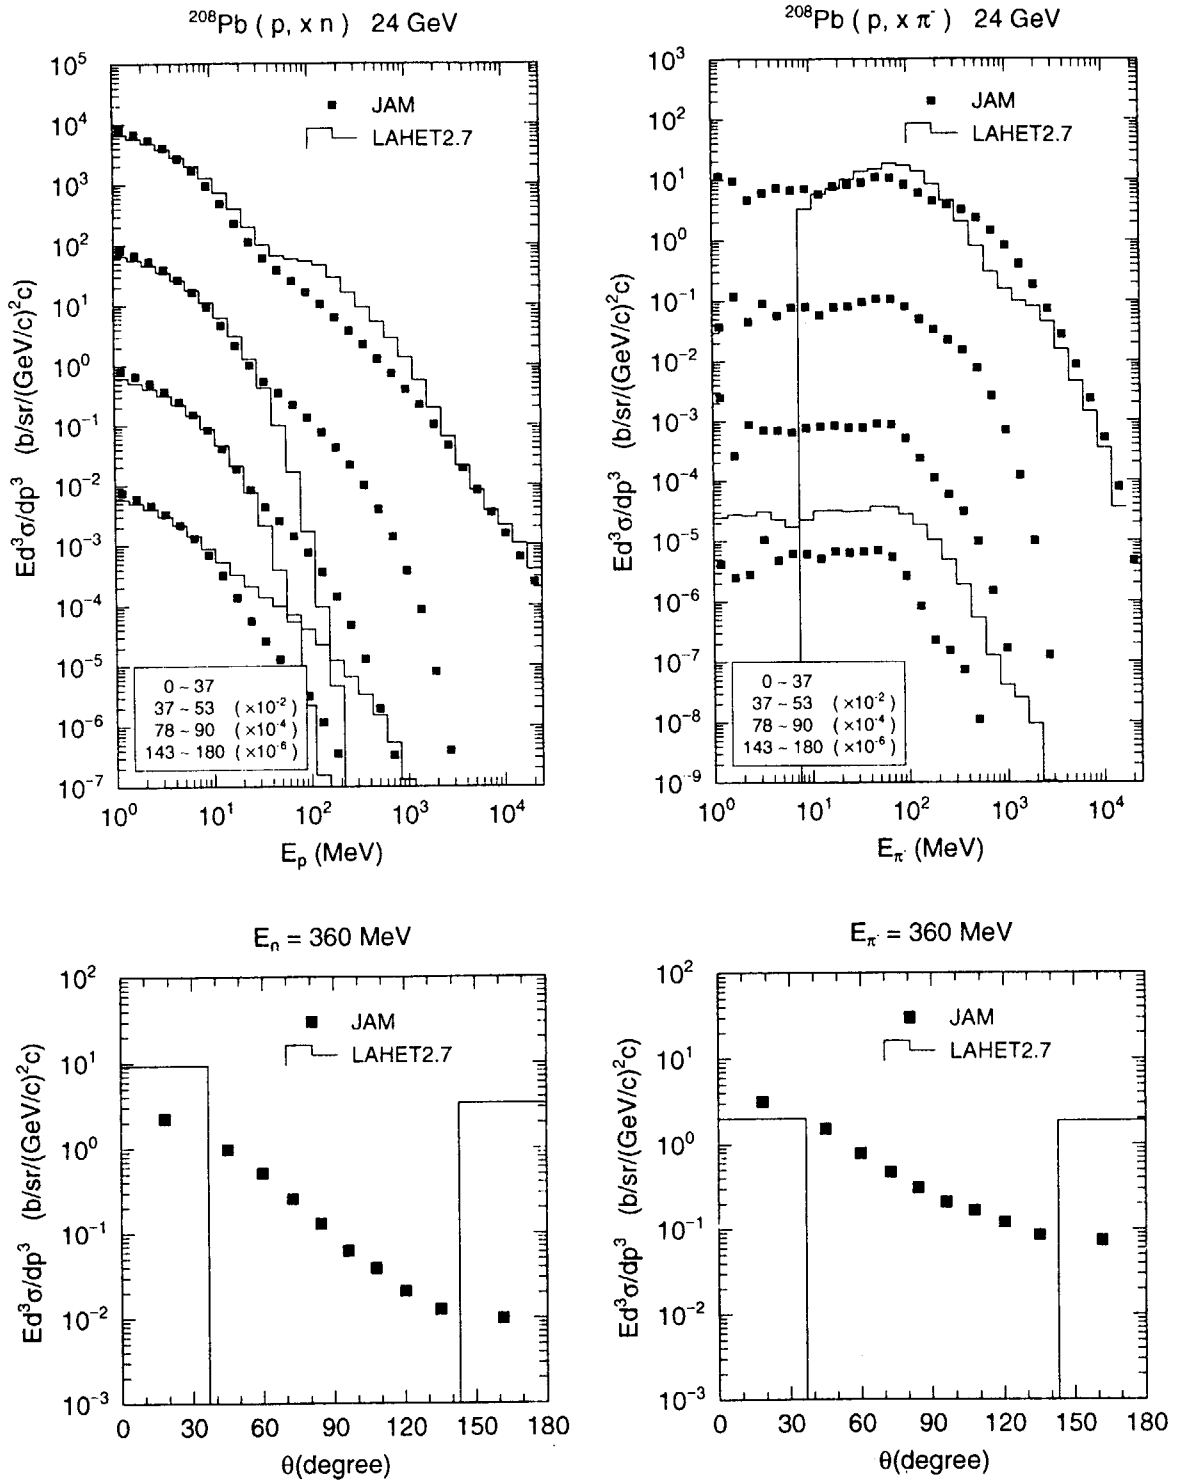 ²⁰⁸Pb ( p, x n ) 24 GeV
10⁵
10⁴
10³
10²
10¹
10⁰
10⁻¹
10⁻²
10⁻³
10⁻⁴
10⁻⁵
10⁻⁶
10⁻⁷
Ed³σ/dp³ (b/sr/(GeV/c)²c)
JAM
LAHET2.7
0 ~ 37
37 ~ 53 (×10⁻²)
78 ~ 90 (×10⁻⁴)
143 ~ 180 (×10⁻⁶)
10⁰ 10¹ 10² 10³ 10⁴
Eₚ (MeV)
²⁰⁸Pb ( p, x π⁻ ) 24 GeV
10³
10²
10¹
10⁰
10⁻¹
10⁻²
10⁻³
10⁻⁴
10⁻⁵
10⁻⁶
10⁻⁷
10⁻⁸
10⁻⁹
Ed³σ/dp³ (b/sr/(GeV/c)²c)
JAM
LAHET2.7
0 ~ 37
37 ~ 53 (×10⁻²)
78 ~ 90 (×10⁻⁴)
143 ~ 180 (×10⁻⁶)
10⁰ 10¹ 10² 10³ 10⁴
E_π⁻ (MeV)
Eₙ = 360 MeV
10²
10¹
10⁰
10⁻¹
10⁻²
10⁻³
Ed³σ/dp³ (b/sr/(GeV/c)²c)
JAM
LAHET2.7
0 30 60 90 120 150 180
θ(degree)
E_π⁻ = 360 MeV
10²
10¹
10⁰
10⁻¹
10⁻²
10⁻³
Ed³σ/dp³ (b/sr/(GeV/c)²c)
JAM
LAHET2.7
0 30 60 90 120 150 180
θ(degree)